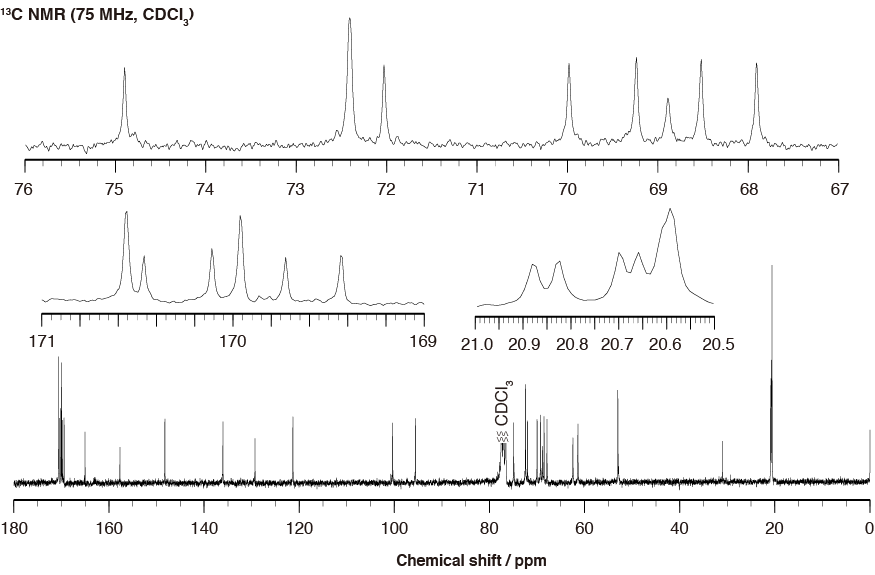 ¹³C NMR (75 MHz, CDCl₃)
76 75 74 73 72 71 70 69 68 67
171 170 169
21.0 20.9 20.8 20.7 20.6 20.5
CDCl₃
180 160 140 120 100 80 60 40 20 0
Chemical shift / ppm